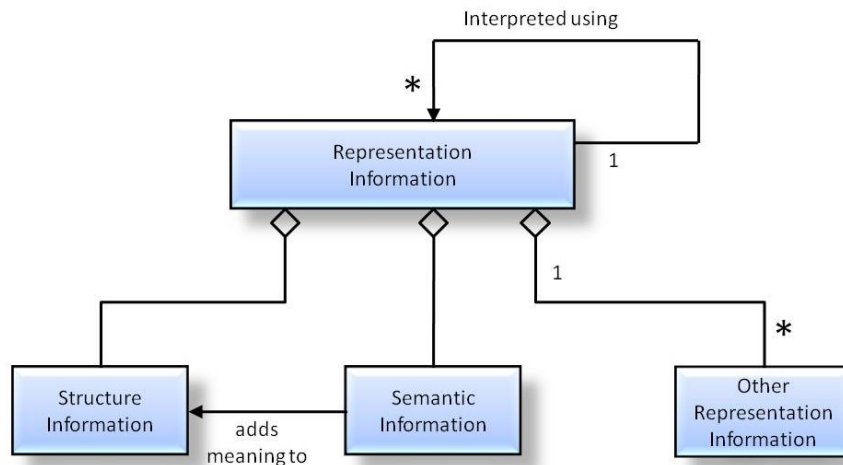 Interpreted using
*
Representation
Information
1
1
*
Structure
Information
Semantic
Information
Other
Representation
Information
adds
meaning to